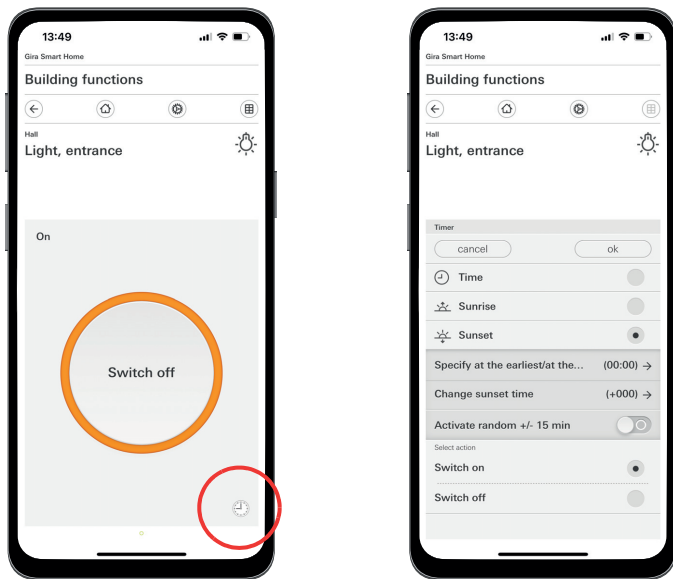 13:49
Gira Smart Home
Building functions
Hall
Light, entrance
On
Switch off
13:49
Gira Smart Home
Building functions
Hall
Light, entrance
Timer
cancel ok
Time
Sunrise
Sunset
Specify at the earliest/at the... (00:00)
Change sunset time (+000)
Activate random +/- 15 min
Select action
Switch on
Switch off